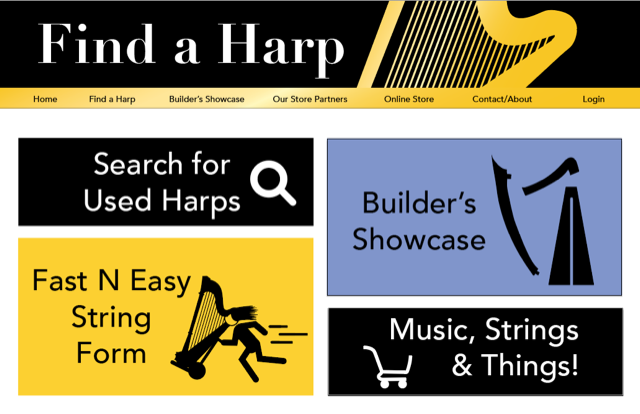 Find a Harp
Home Find a Harp Builder's Showcase Our Store Partners Online Store Contact/About Login
Search for
Used Harps
Builder's
Showcase
Fast N Easy
String
Form
Music, Strings
& Things!